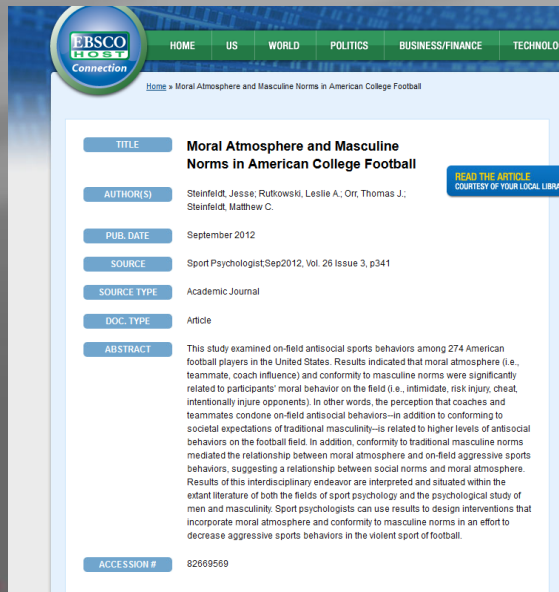 EBSCO
HOST
Connection
HOME US WORLD POLITICS BUSINESS/FINANCE TECHNOLO
Home » Moral Atmosphere and Masculine Norms in American College Football
TITLE
Moral Atmosphere and Masculine
Norms in American College Football
READ THE ARTICLE
COURTESY OF YOUR LOCAL LIBRA
AUTHOR(S)
Steinfeldt, Jesse; Rutkowski, Leslie A.; Orr, Thomas J.;
Steinfeldt, Matthew C.
PUB. DATE
September 2012
SOURCE
Sport Psychologist;Sep2012, Vol. 26 Issue 3, p341
SOURCE TYPE
Academic Journal
DOC. TYPE
Article
ABSTRACT
This study examined on-field antisocial sports behaviors among 274 American
football players in the United States. Results indicated that moral atmosphere (i.e.,
teammate, coach influence) and conformity to masculine norms were significantly
related to participants' moral behavior on the field (i.e., intimidate, risk injury, cheat,
intentionally injure opponents). In other words, the perception that coaches and
teammates condone on-field antisocial behaviors--in addition to conforming to
societal expectations of traditional masculinity--is related to higher levels of antisocial
behaviors on the football field. In addition, conformity to traditional masculine norms
mediated the relationship between moral atmosphere and on-field aggressive sports
behaviors, suggesting a relationship between social norms and moral atmosphere.
Results of this interdisciplinary endeavor are interpreted and situated within the
extant literature of both the fields of sport psychology and the psychological study of
men and masculinity. Sport psychologists can use results to design interventions that
incorporate moral atmosphere and conformity to masculine norms in an effort to
decrease aggressive sports behaviors in the violent sport of football.
ACCESSION #
82669569